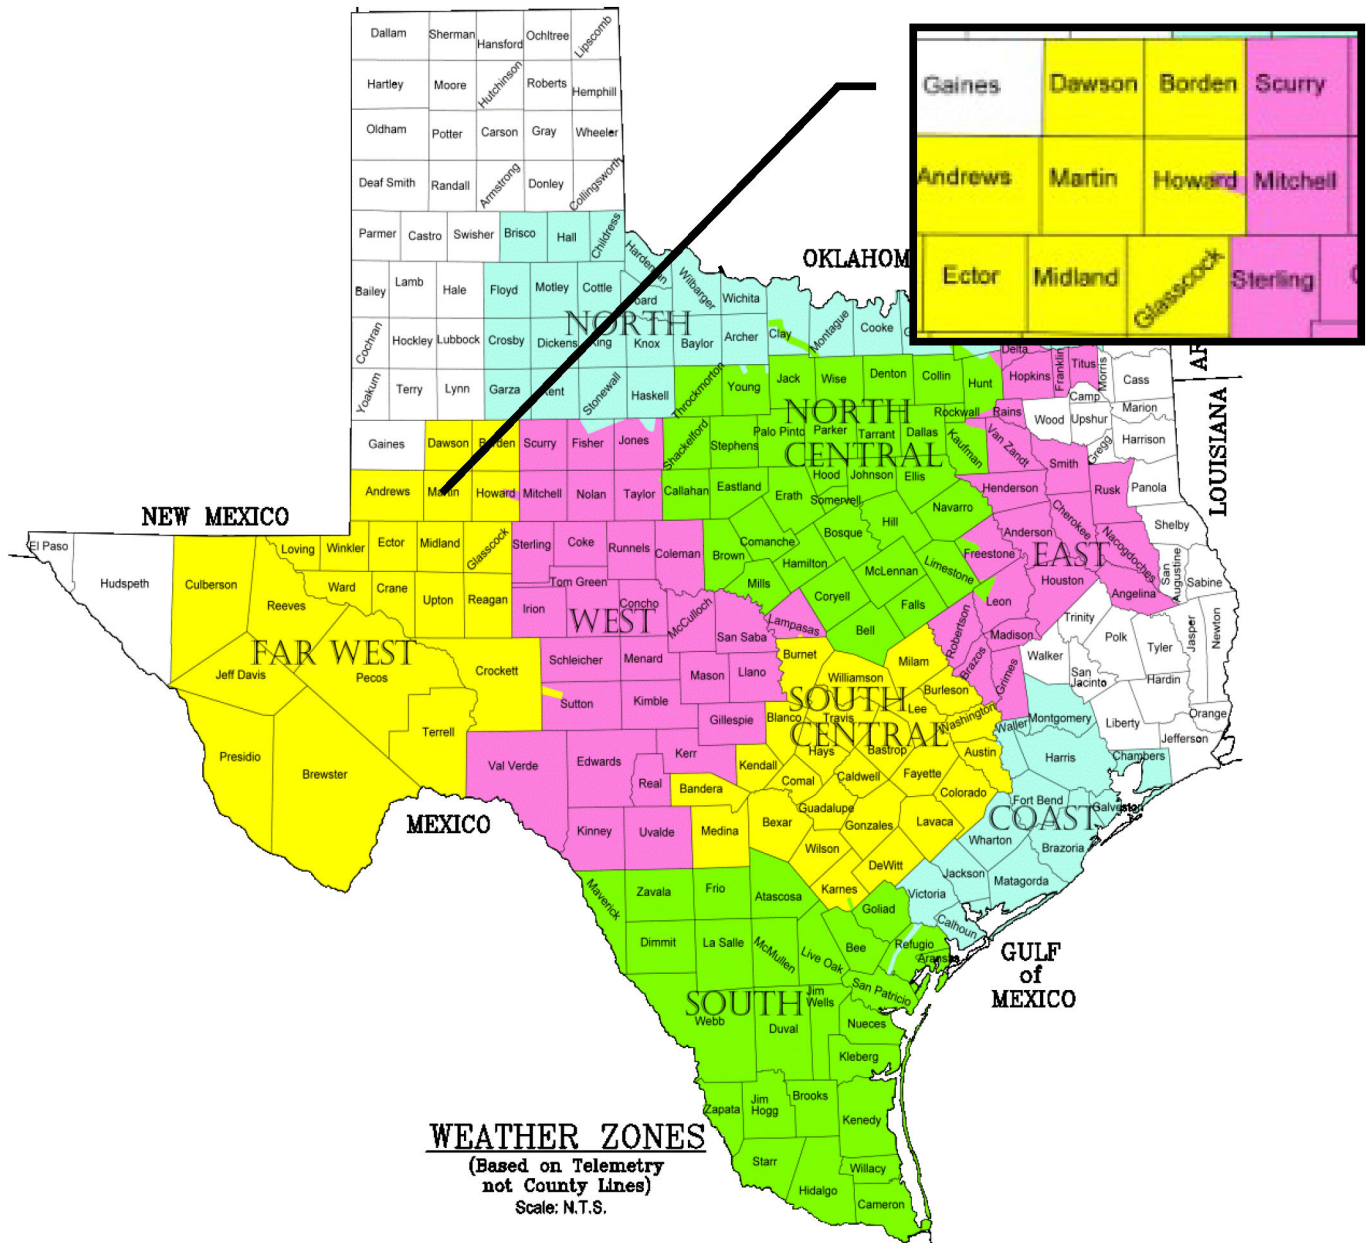 Dallam Sherman Hansford Ochltree Lipscomb
Hartley Moore Hutchinson Roberts Hemphill
Oldham Potter Carson Gray Wheeler
Deaf Smith Randall Armstrong Donley Collingsworth
Parmer Castro Swisher Brisco Hall Childress
Bailey Lamb Hale Floyd Motley Cottle Wilbarger Wichita
Cochran Hockley Lubbock Crosby Dickens Knox Baylor Archer Clay Montague Cooke
NORTH
Yoakum Terry Lynn Garza Stonewall Haskell Throckmorton Young Jack Wise Denton Collin Hunt Hopkins Franklin Titus Morris Cass
Delta
Camp
NORTH
CENTRAL
Gaines Dawson Borden Scurry Fisher Jones Shackelford Stephens Palo Pinto Parker Tarrant Dallas Rockwall Kaufman Rains Van Zandt Wood Upshur Marion
Gregg Harrison
Andrews Martin Howard Mitchell Nolan Taylor Callahan Eastland Erath Hood Johnson Ellis Somervell Navarro Henderson Smith Rusk Panola
NEW MEXICO
El Paso Hudspeth Culberson Loving Winkler Ector Midland Glasscock Sterling Coke Runnels Coleman Brown Comanche Bosque Hill Freestone Anderson Cherokee Nacogdoches Shelby
EAST
Reeves Ward Crane Upton Reagan Irion Tom Green Concho McCulloch San Saba Mills Hamilton Coryell McLennan Limestone Falls Leon Houston Angelina San Augustine Sabine
WEST
FAR WEST
Jeff Davis Pecos Crockett Schleicher Menard Mason Llano Lampasas Burnet Bell Milam Robertson Brazos Madison Grimes Walker Trinity Polk Tyler Jasper Newton
San Jacinto Hardin
Presidio Brewster Terrell Sutton Kimble Gillespie Blanco Williamson Travis Lee Burleson Washington Waller Montgomery Liberty Orange Jefferson
SOUTH
CENTRAL
Val Verde Edwards Kerr Real Kendall Hays Bastrop Austin Harris Chambers
Bandera Comal Caldwell Fayette Colorado Fort Bend Galveston
COAST
Kinney Uvalde Medina Bexar Guadalupe Gonzales Lavaca Wharton Brazoria
Wilson DeWitt Jackson Matagorda
MEXICO
Maverick Zavala Frio Atascosa Karnes Goliad Victoria Calhoun
Dimmit La Salle McMullen Live Oak Bee Refugio Aransas
San Patricio
SOUTH
Webb Duval Jim Wells Nueces
Kleberg
Zapata Jim Hogg Brooks Kenedy
Starr Hidalgo Willacy
Cameron
GULF
of
MEXICO
LOUISIANA
Gaines Dawson Borden Scurry
Andrews Martin Howard Mitchell
Ector Midland Glasscock Sterling
WEATHER ZONES
(Based on Telemetry
not County Lines)
Scale: N.T.S.